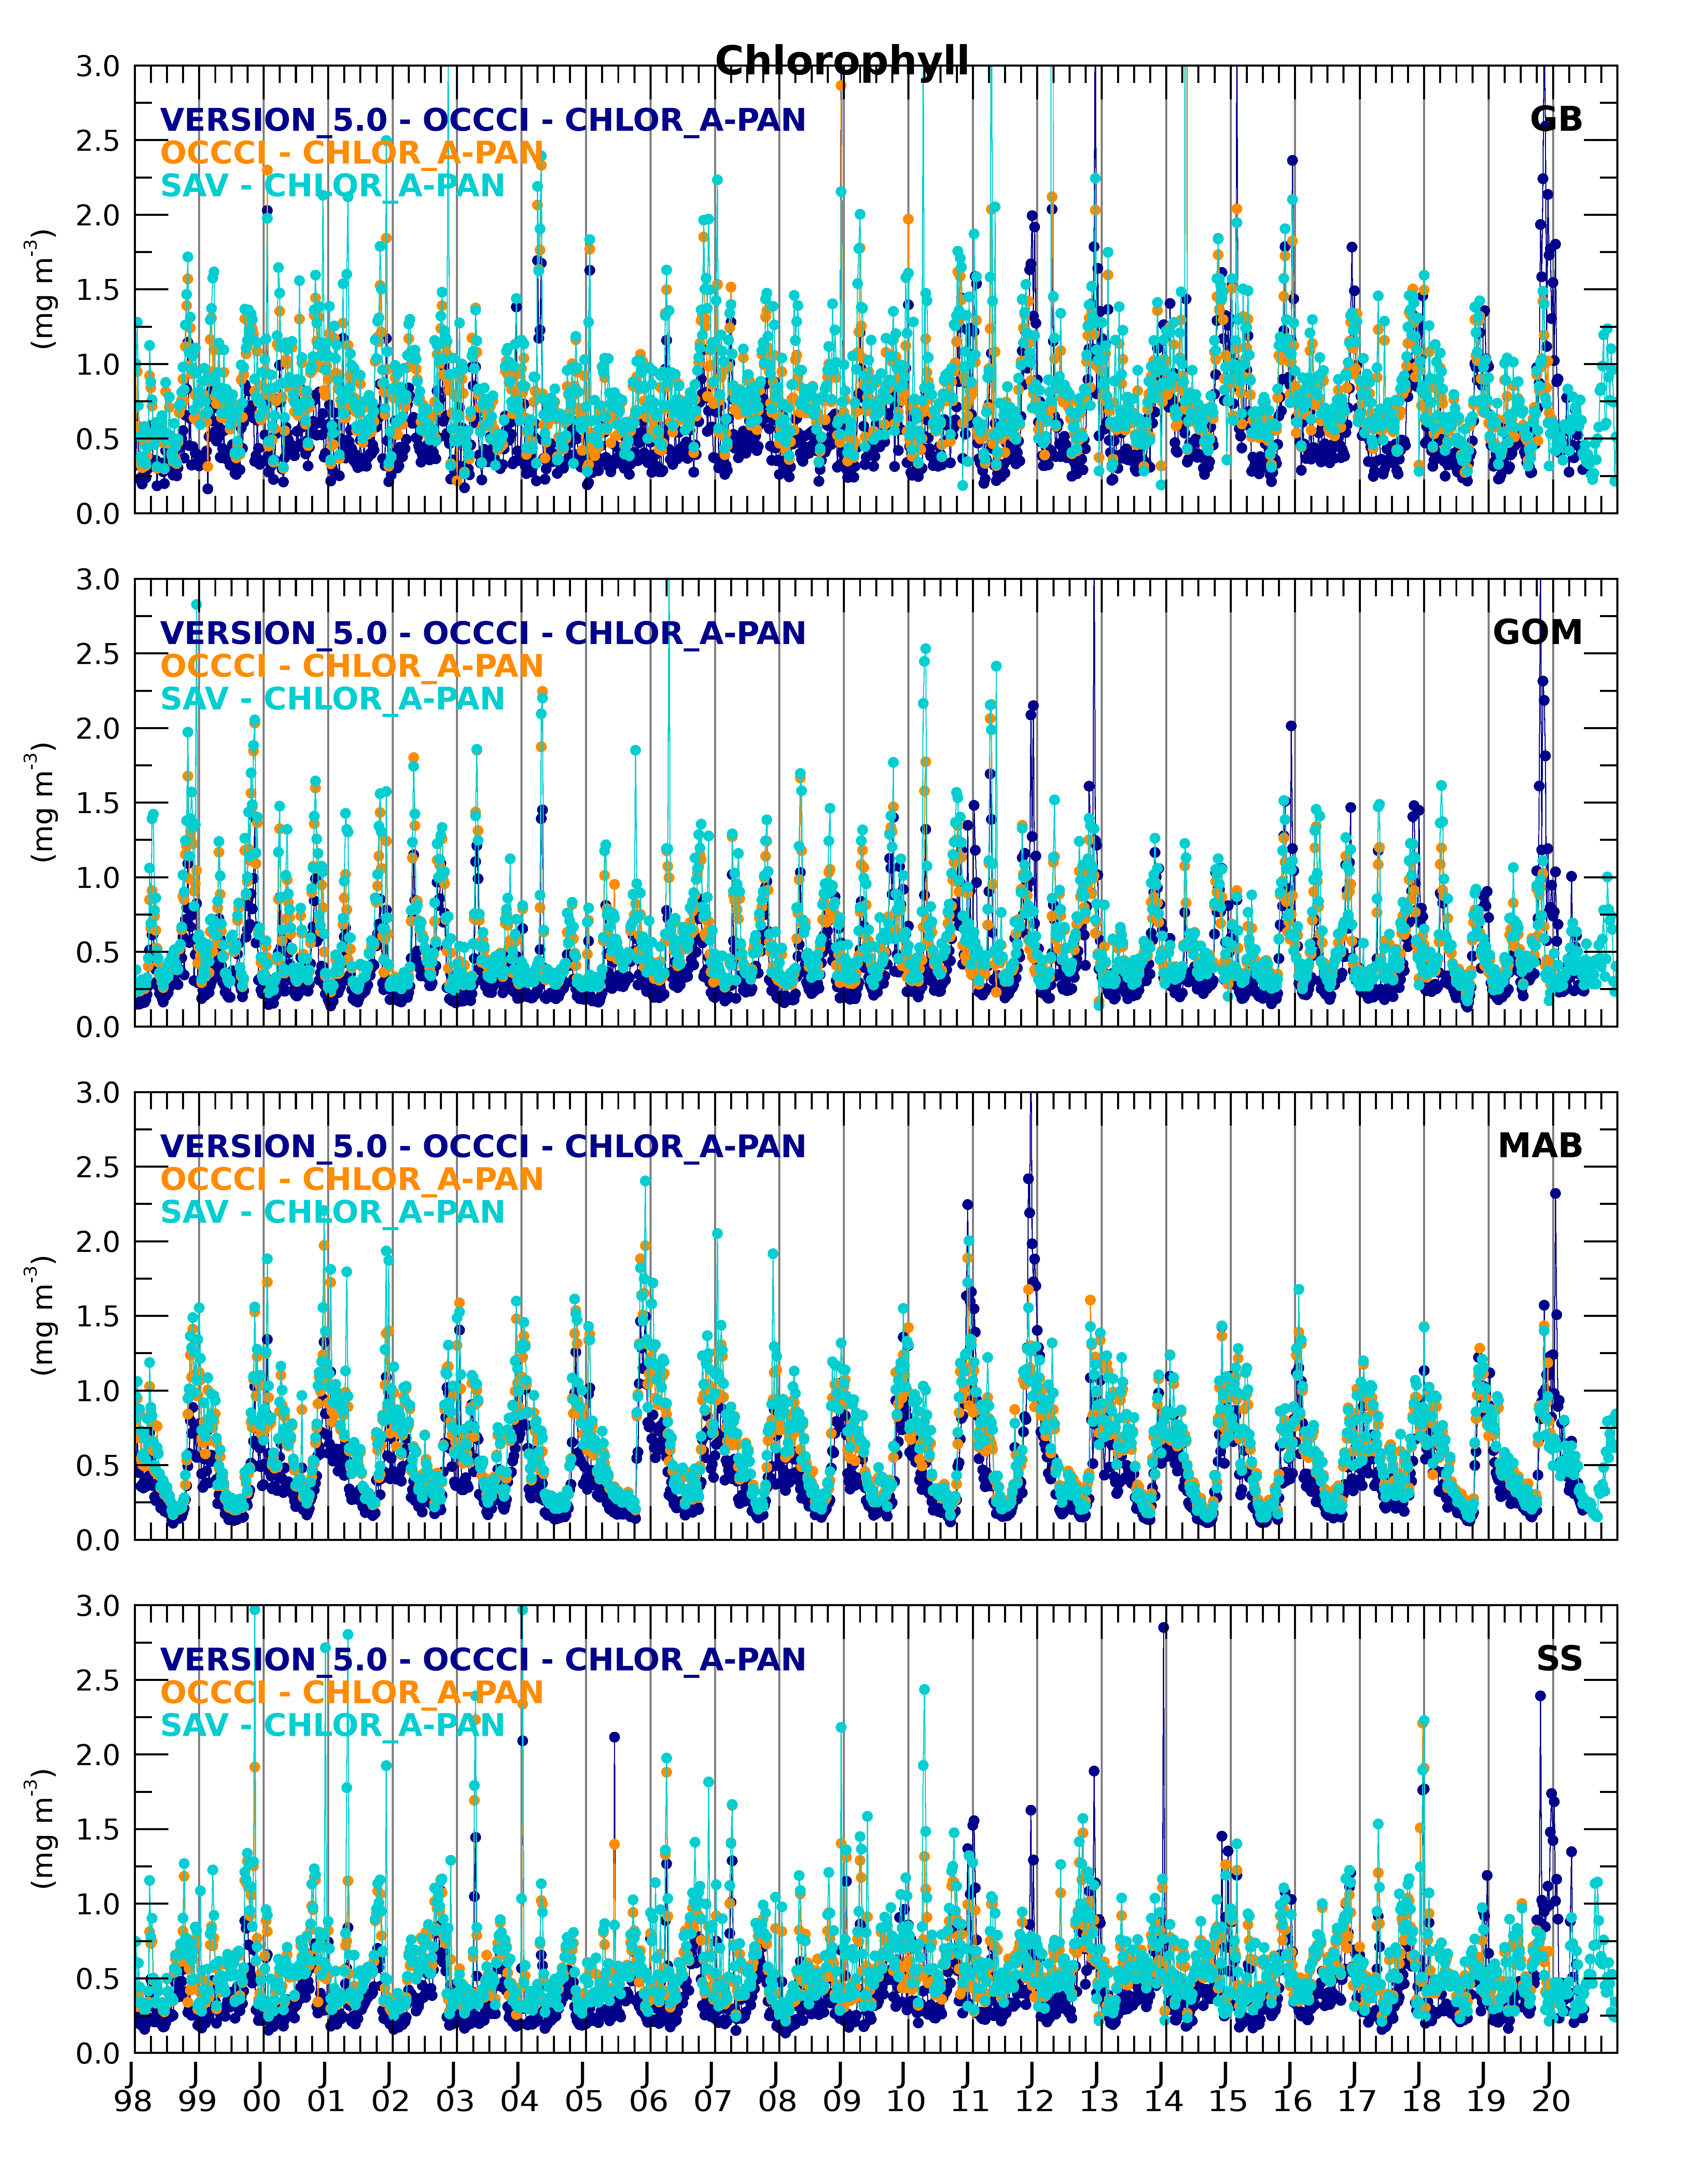 Chlorophyll
3.0
2.5
2.0
1.5
1.0
0.5
0.0
(mg m-3)
VERSION_5.0 - OCCCI - CHLOR_A-PAN
OCCCI - CHLOR_A-PAN
SAV - CHLOR_A-PAN
GB
3.0
2.5
2.0
1.5
1.0
0.5
0.0
(mg m-3)
VERSION_5.0 - OCCCI - CHLOR_A-PAN
OCCCI - CHLOR_A-PAN
SAV - CHLOR_A-PAN
GOM
3.0
2.5
2.0
1.5
1.0
0.5
0.0
(mg m-3)
VERSION_5.0 - OCCCI - CHLOR_A-PAN
OCCCI - CHLOR_A-PAN
SAV - CHLOR_A-PAN
MAB
3.0
2.5
2.0
1.5
1.0
0.5
0.0
(mg m-3)
VERSION_5.0 - OCCCI - CHLOR_A-PAN
OCCCI - CHLOR_A-PAN
SAV - CHLOR_A-PAN
SS
J J J J J J J J J J J J J J J J J J J J J J J
98 99 00 01 02 03 04 05 06 07 08 09 10 11 12 13 14 15 16 17 18 19 20